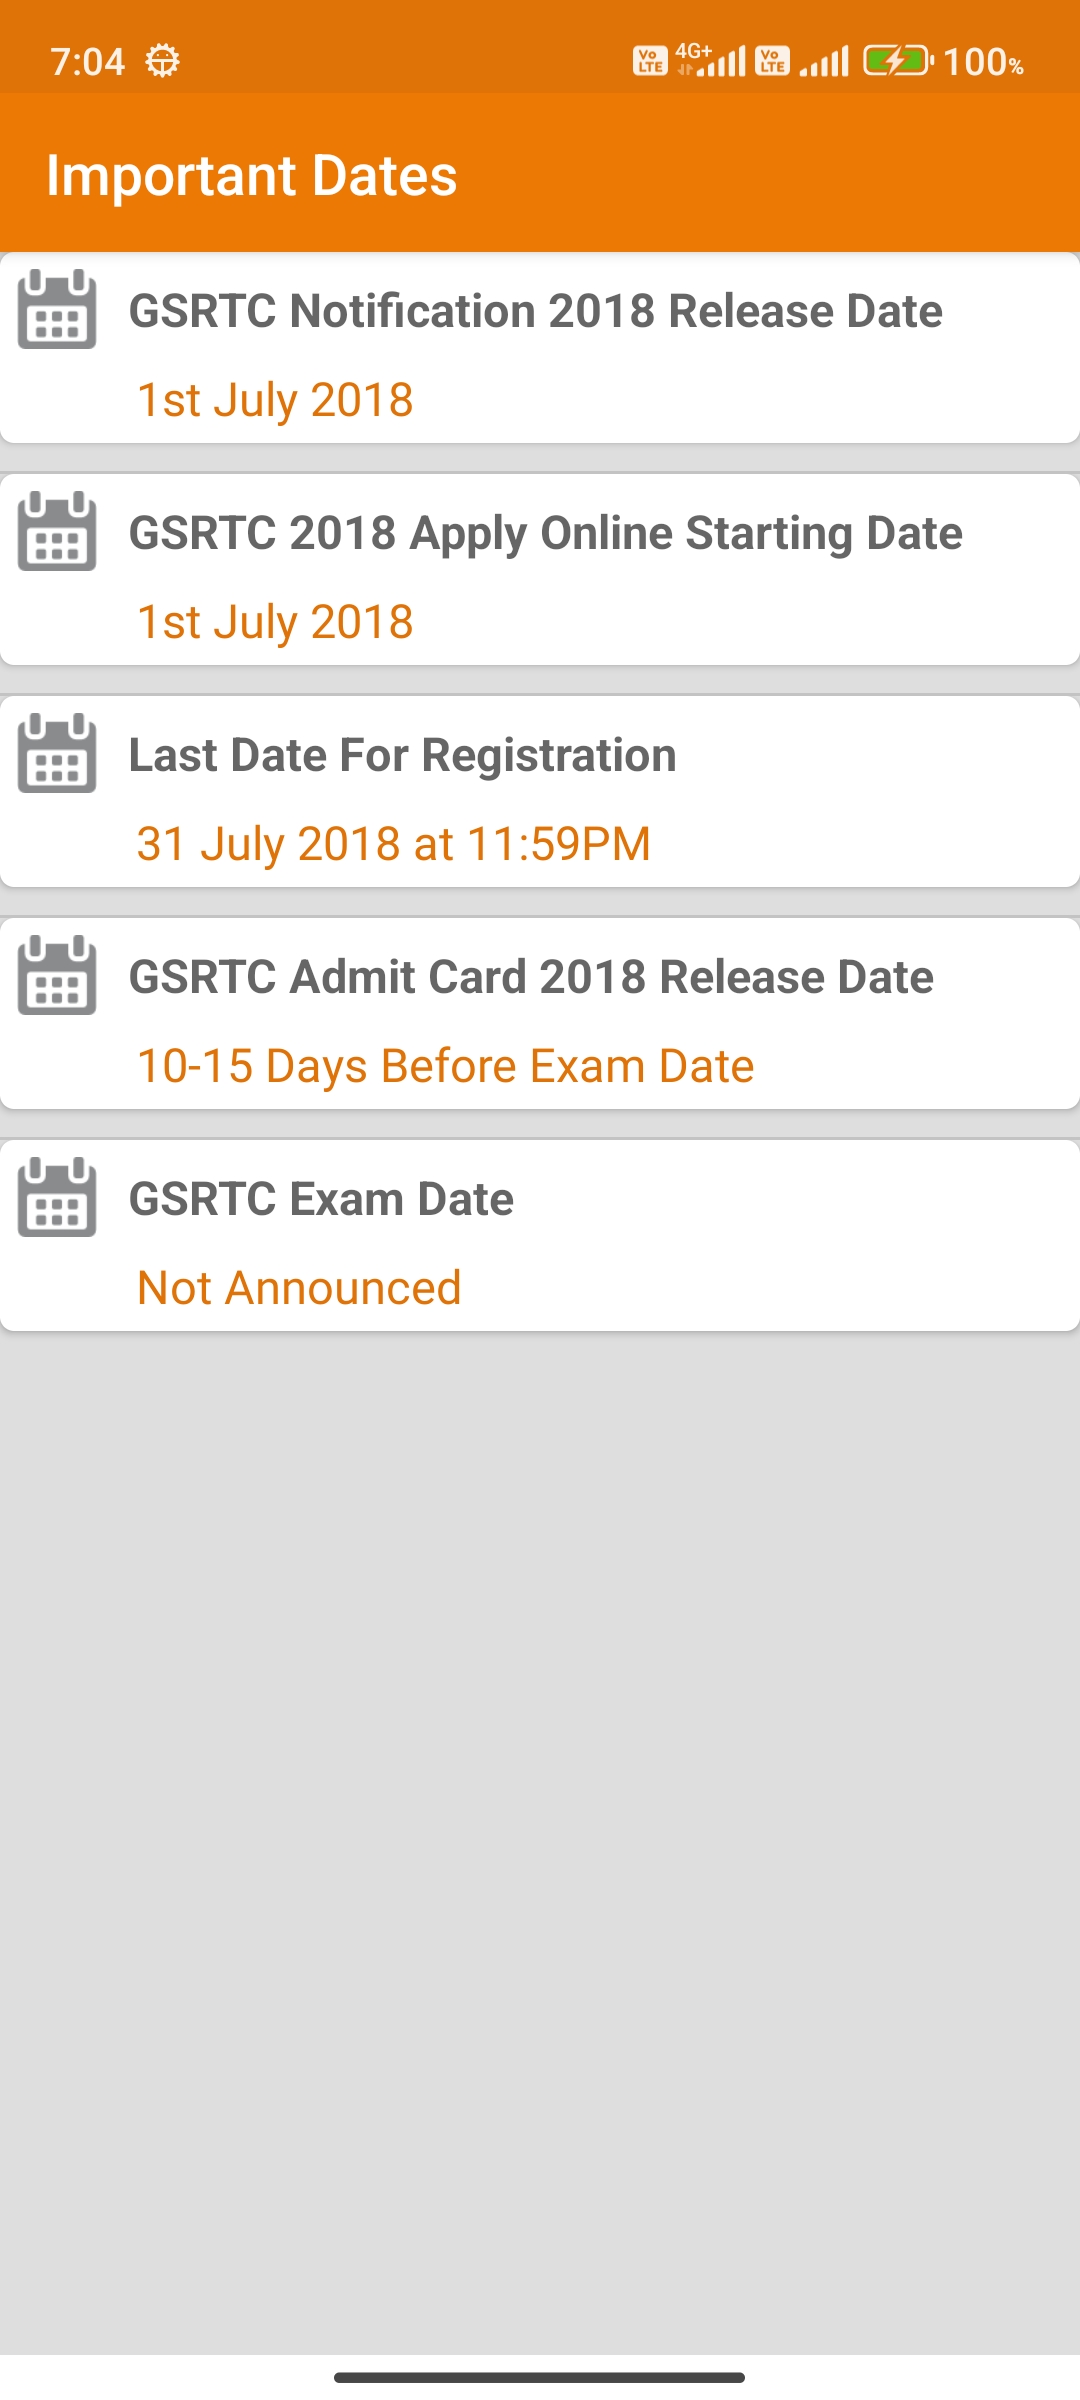 7:04 Vo LTE 4G+ Vo LTE 100%
Important Dates
GSRTC Notification 2018 Release Date
1st July 2018
GSRTC 2018 Apply Online Starting Date
1st July 2018
Last Date For Registration
31 July 2018 at 11:59PM
GSRTC Admit Card 2018 Release Date
10-15 Days Before Exam Date
GSRTC Exam Date
Not Announced